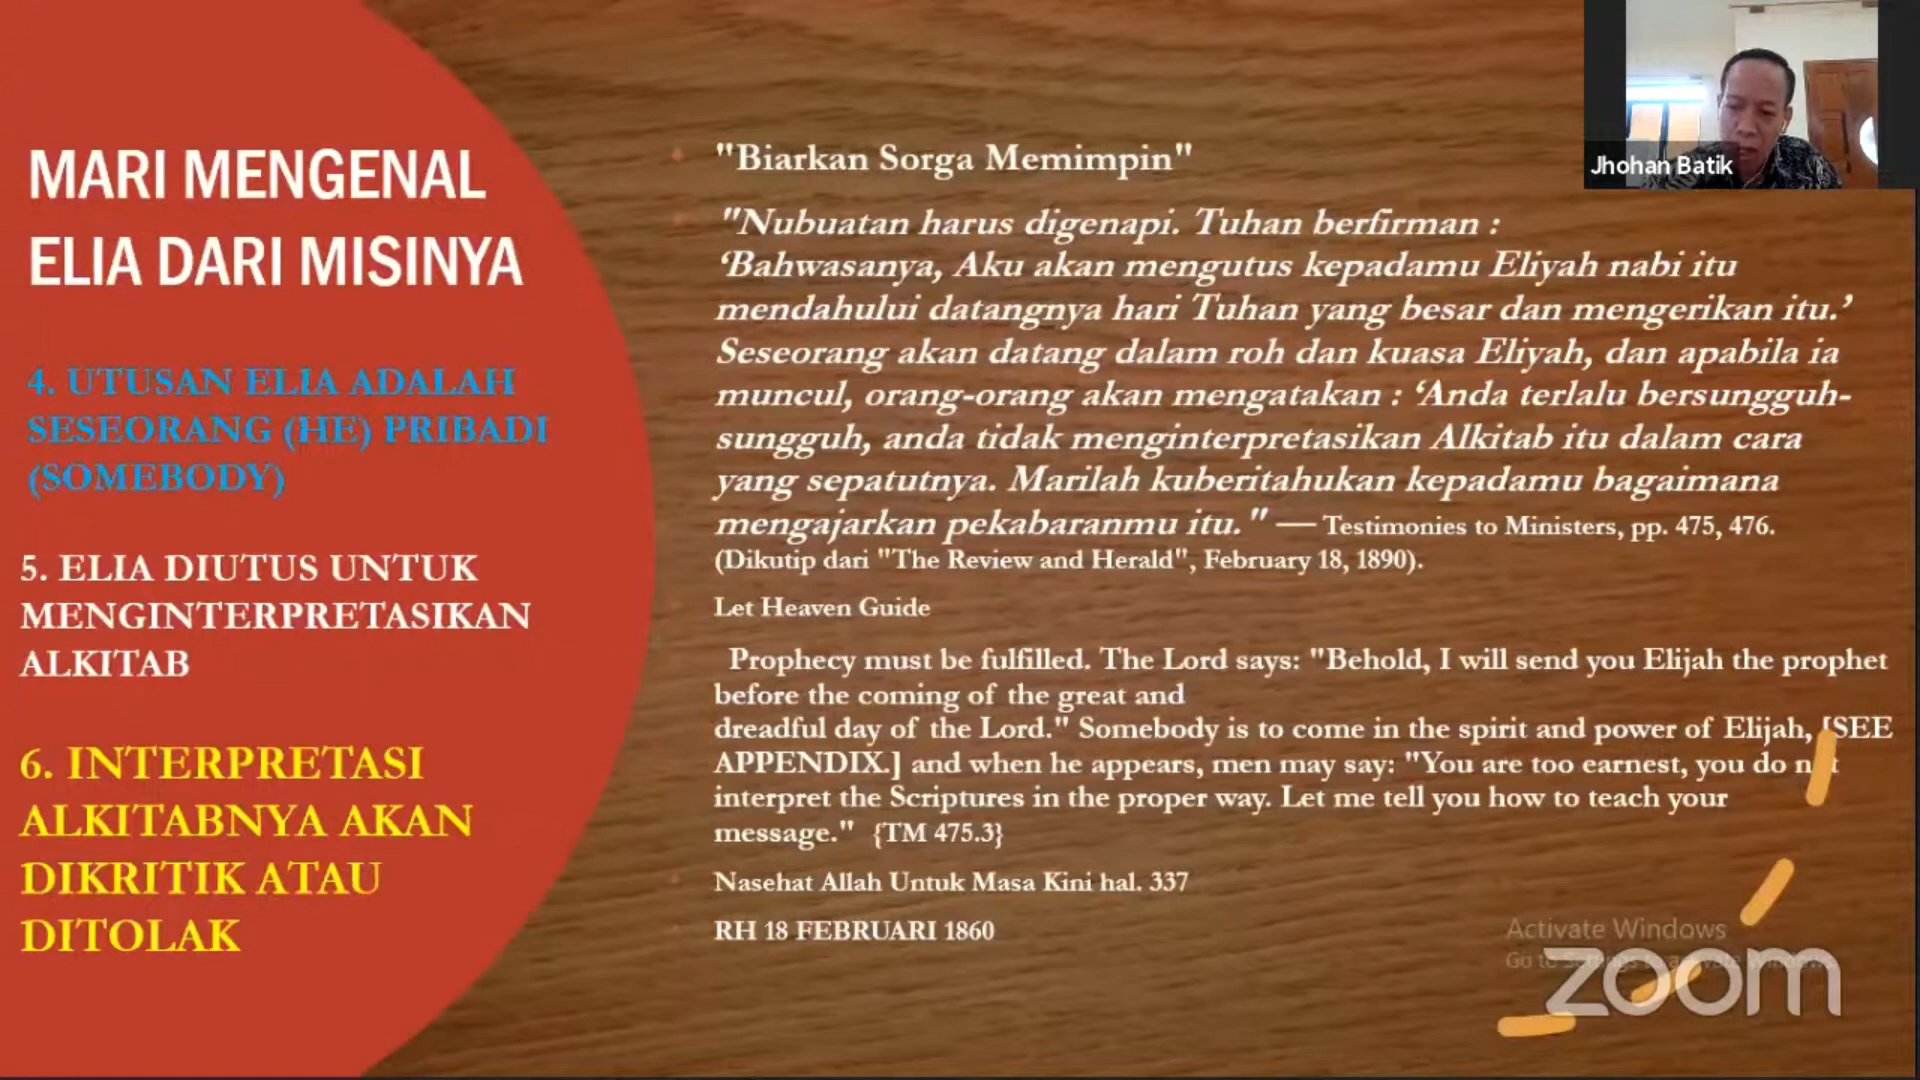 MARI MENGENAL
ELIA DARI MISINYA
4. UTUSAN ELIA ADALAH
SESEORANG (HE) PRIBADI
(SOMEBODY)
5. ELIA DIUTUS UNTUK
MENGINTERPRETASIKAN
ALKITAB
6. INTERPRETASI
ALKITABNYA AKAN
DIKRITIK ATAU
DITOLAK
"Biarkan Sorga Memimpin"
"Nubuatan harus digenapi. Tuhan berfirman :
‘Bahwasanya, Aku akan mengutus kepadamu Eliyah nabi itu
mendahului datangnya hari Tuhan yang besar dan mengerikan itu.’
Seseorang akan datang dalam roh dan kuasa Eliyah, dan apabila ia
muncul, orang-orang akan mengatakan : ‘Anda terlalu bersungguh-
sungguh, anda tidak menginterpretasikan Alkitab itu dalam cara
yang sepatutnya. Marilah kuberitahukan kepadamu bagaimana
mengajarkan pekabaranmu itu." — Testimonies to Ministers, pp. 475, 476.
(Dikutip dari "The Review and Herald", February 18, 1890).
Let Heaven Guide
Prophecy must be fulfilled. The Lord says: "Behold, I will send you Elijah the prophet
before the coming of the great and
dreadful day of the Lord." Somebody is to come in the spirit and power of Elijah, [SEE
APPENDIX.] and when he appears, men may say: "You are too earnest, you do not
interpret the Scriptures in the proper way. Let me tell you how to teach your
message." {TM 475.3}
Nasehat Allah Untuk Masa Kini hal. 337
RH 18 FEBRUARI 1860
Jhohan Batik
Activate Windows
Go to Settings to activate Windows.
zoom